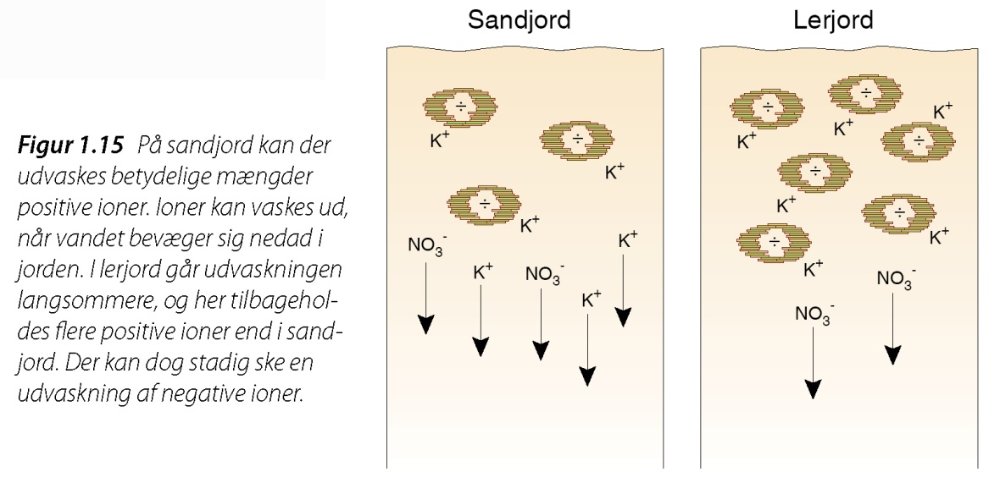 Sandjord
Lerjord
Figur 1.15 På sandjord kan der
udvaskes betydelige mængder
positive ioner. Ioner kan vaskes ud,
når vandet bevæger sig nedad i
jorden. I lerjord går udvaskningen
langsommere, og her tilbagehol-
des flere positive ioner end i sand-
jord. Der kan dog stadig ske en
udvaskning af negative ioner.
÷
K⁺
÷
K⁺
÷
K⁺
NO₃⁻
K⁺
NO₃⁻
K⁺
K⁺
÷
K⁺
÷
K⁺
÷
K⁺
÷
K⁺
÷
K⁺
÷
K⁺
NO₃⁻
NO₃⁻